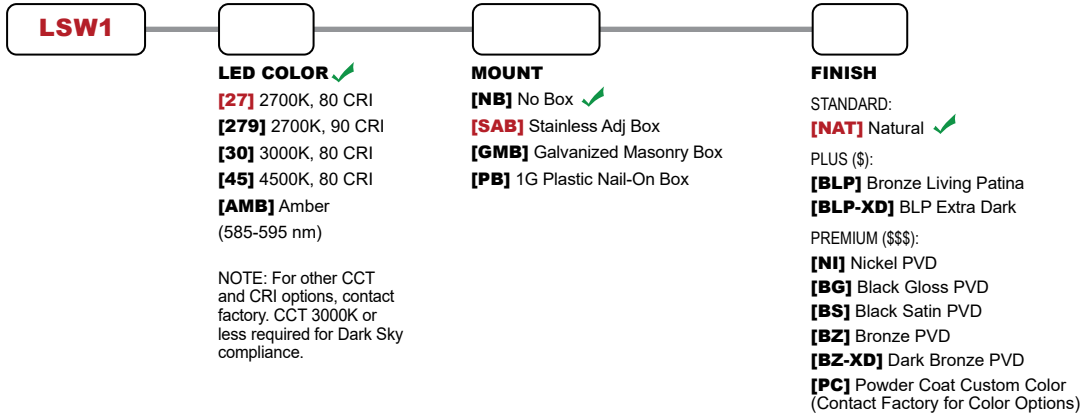 LSW1
LED COLOR
[27] 2700K, 80 CRI
[279] 2700K, 90 CRI
[30] 3000K, 80 CRI
[45] 4500K, 80 CRI
[AMB] Amber
(585-595 nm)
NOTE: For other CCT
and CRI options, contact
factory. CCT 3000K or
less required for Dark Sky
compliance.
MOUNT
[NB] No Box
[SAB] Stainless Adj Box
[GMB] Galvanized Masonry Box
[PB] 1G Plastic Nail-On Box
FINISH
STANDARD:
[NAT] Natural
PLUS ($):
[BLP] Bronze Living Patina
[BLP-XD] BLP Extra Dark
PREMIUM ($$$):
[NI] Nickel PVD
[BG] Black Gloss PVD
[BS] Black Satin PVD
[BZ] Bronze PVD
[BZ-XD] Dark Bronze PVD
[PC] Powder Coat Custom Color
(Contact Factory for Color Options)